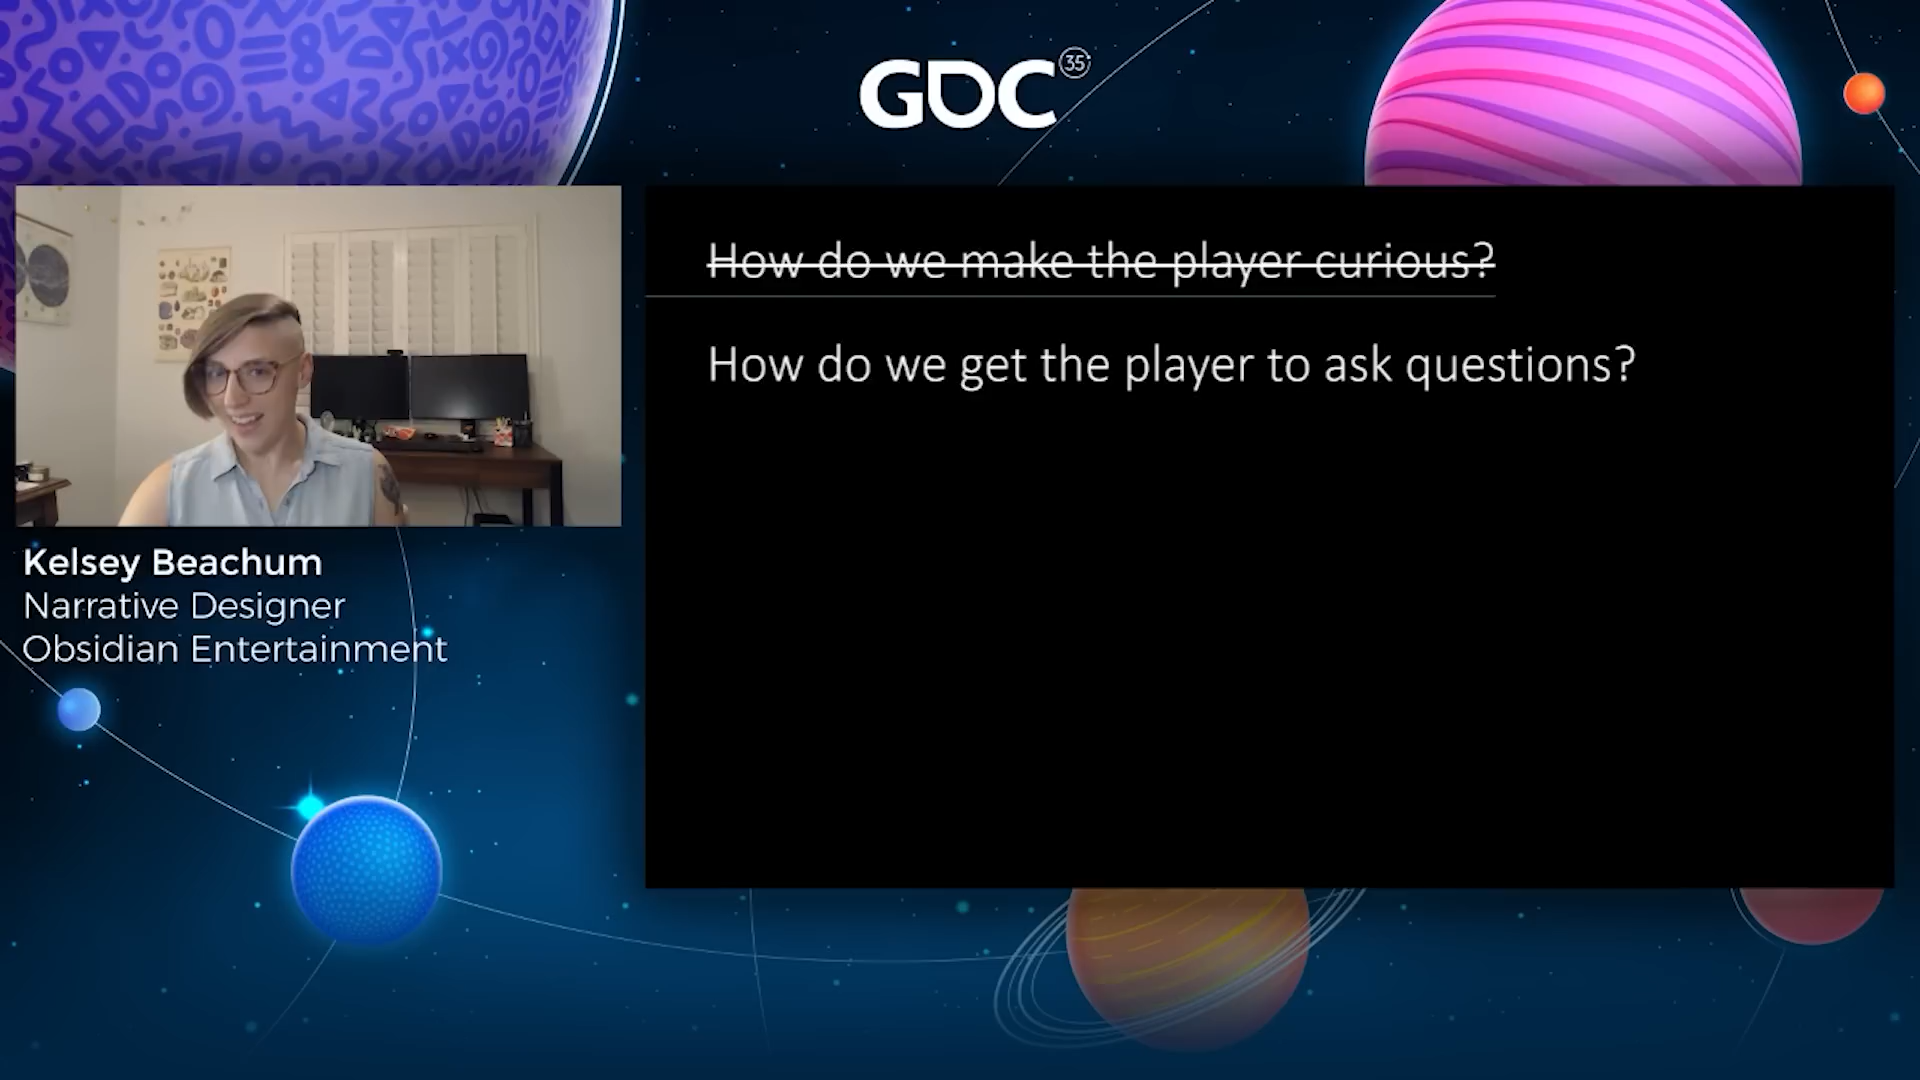 GDC 35
How do we make the player curious?
How do we get the player to ask questions?
Kelsey Beachum
Narrative Designer
Obsidian Entertainment